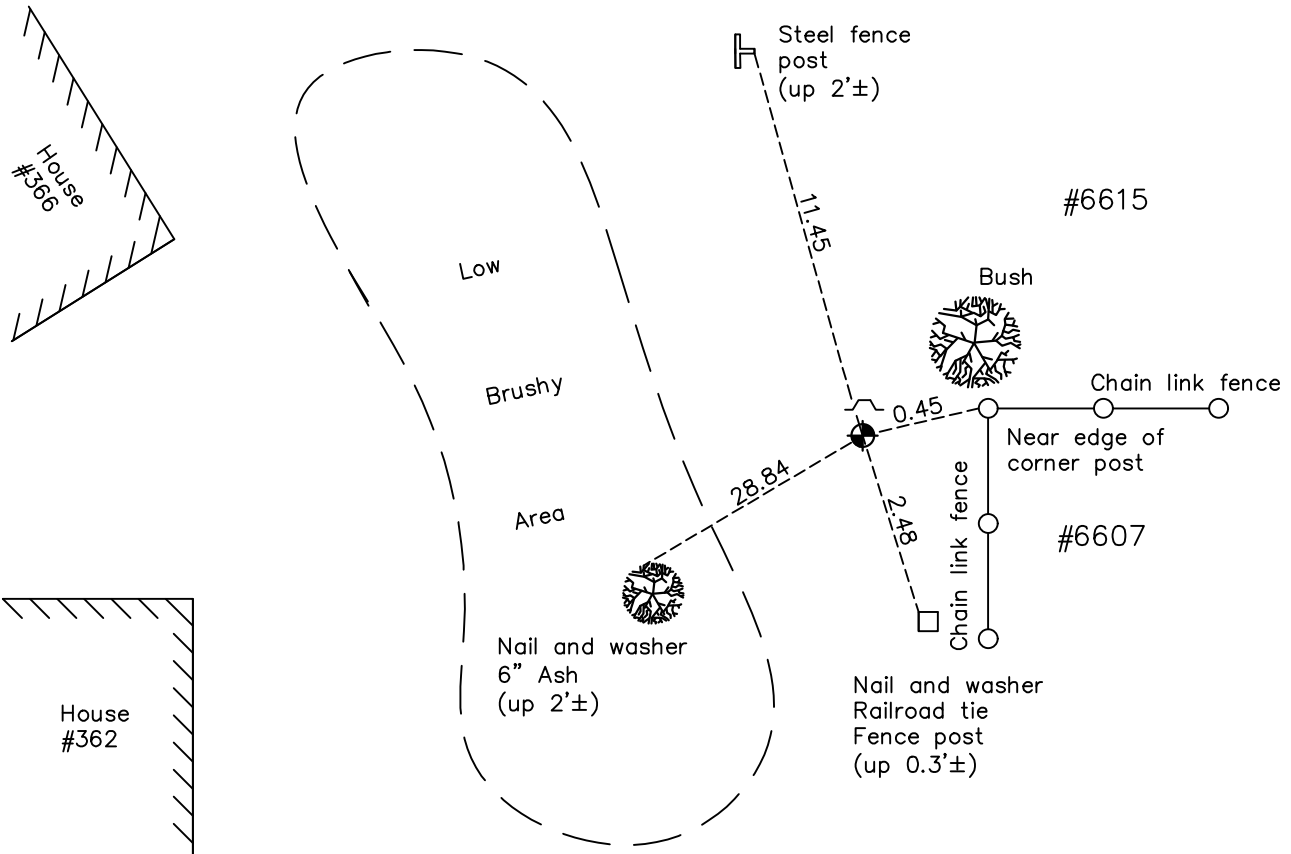 Steel fence
post
(up 2'±)
House
#366
11.45
#6615
Low
Bush
Brushy
Chain link fence
0.45
Near edge of
corner post
28.84
Area
2.48
Chain link fence
#6607
Nail and washer
6" Ash
(up 2'±)
Nail and washer
Railroad tie
Fence post
(up 0.3'±)
House
#362